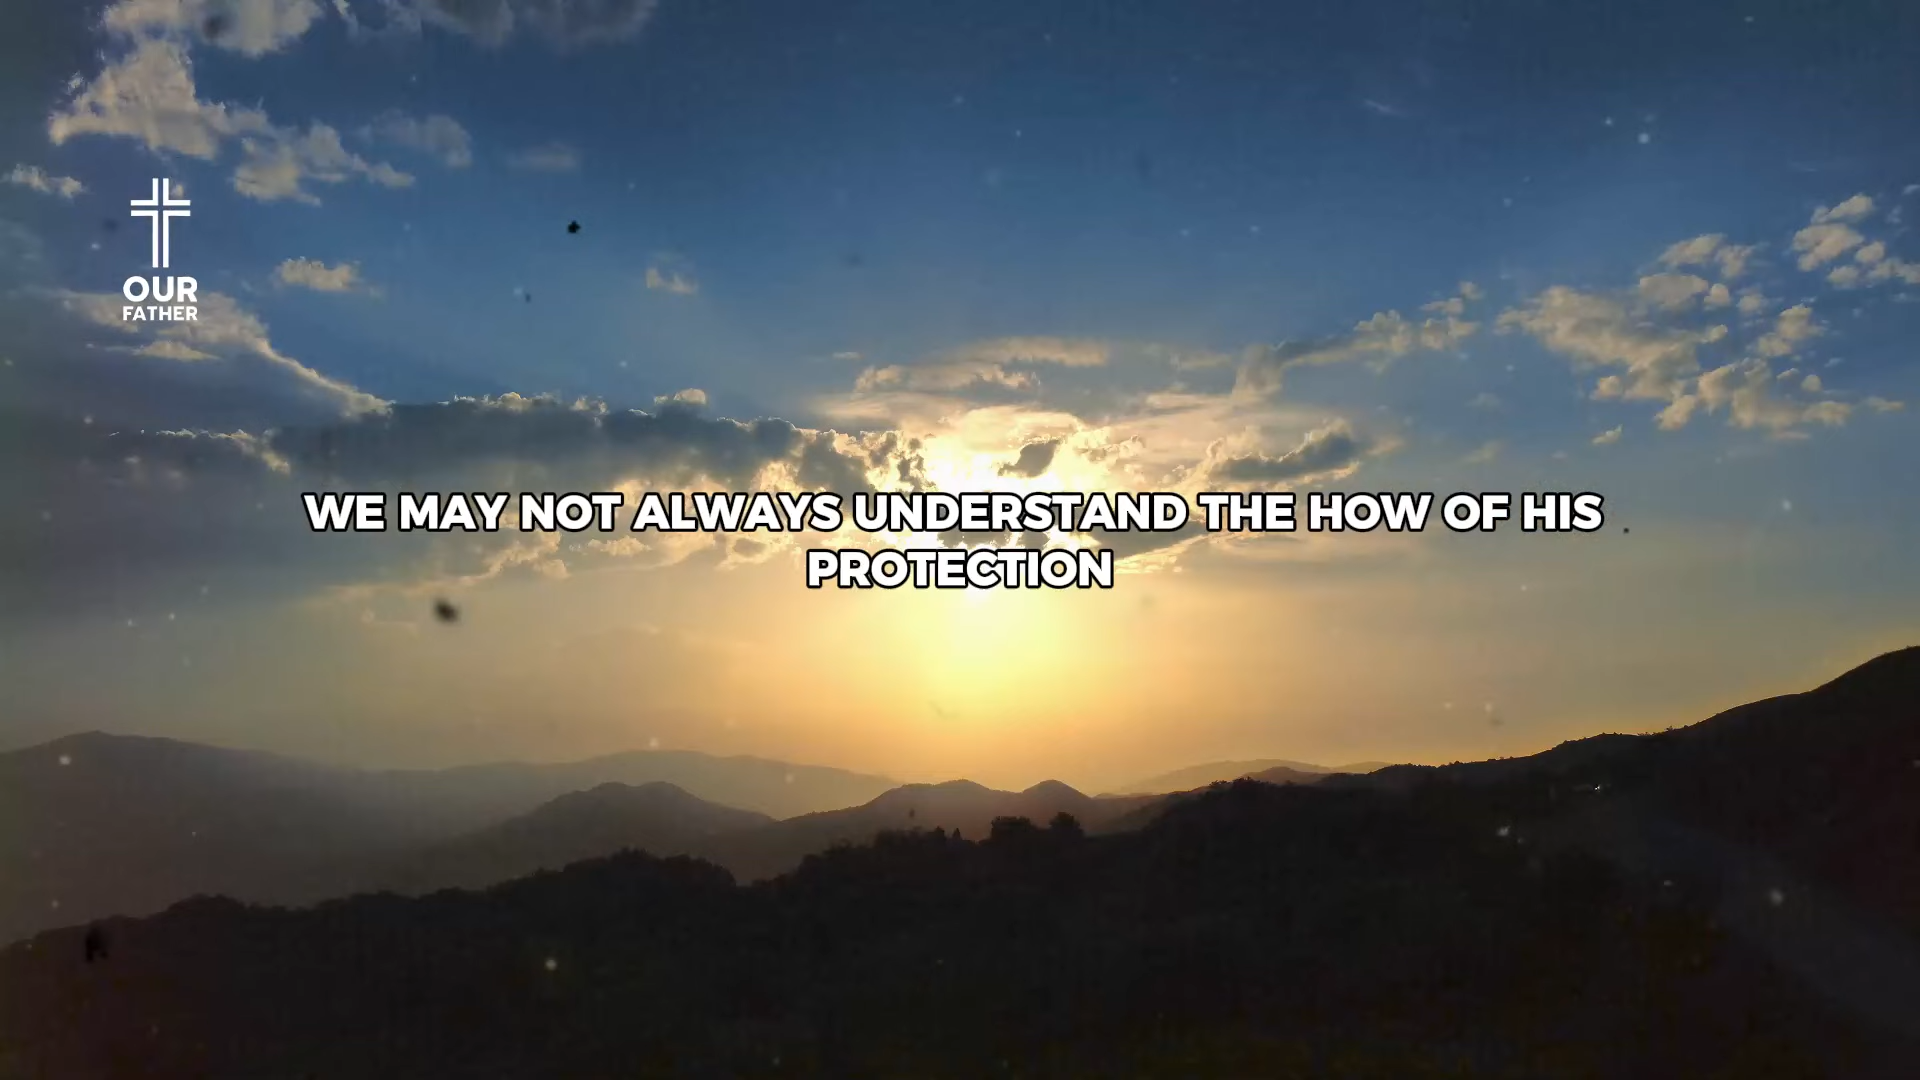 OUR
FATHER
WE MAY NOT ALWAYS UNDERSTAND THE HOW OF HIS
PROTECTION